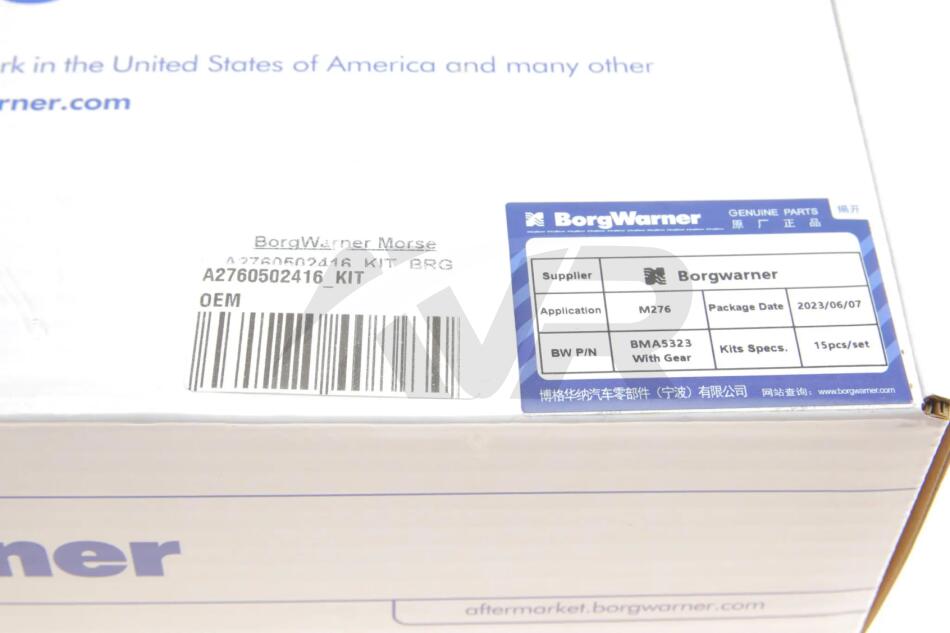 rk in the United States of America and many other
rner.com
BorgWarner Morse
A2760502416_KIT_BRG
A2760502416_KIT
OEM
BorgWarner GENUINE PARTS
原厂正品
揭开
Supplier Borgwarner
Application M276 Package Date 2023/06/07
BW P/N BMA5323 With Gear Kits Specs. 15pcs/set
博格华纳汽车零部件（宁波）有限公司 网站查询：www.borgwarner.com
MR
ner
aftermarket.borgwarner.com